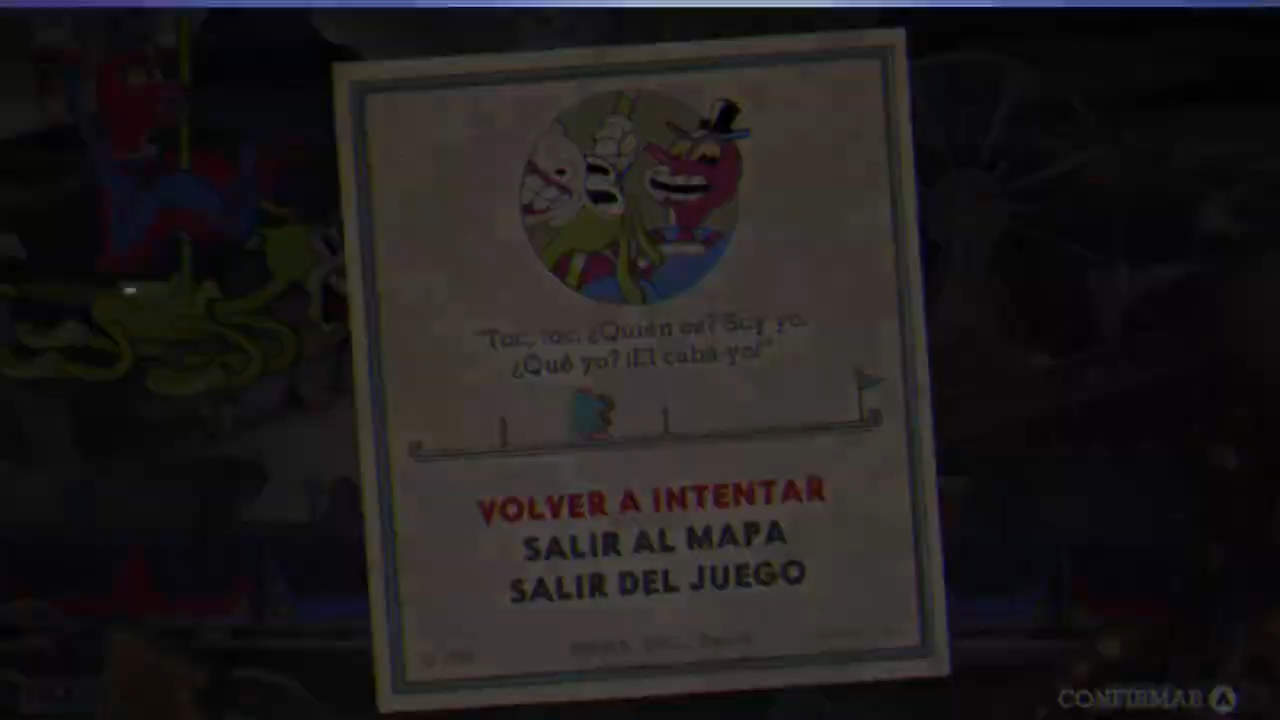 "Toc, toc. ¿Quién es? Soy yo.
¿Qué yo? ¡El caba-yo!"
VOLVER A INTENTAR
SALIR AL MAPA
SALIR DEL JUEGO
CONFIRMAR A